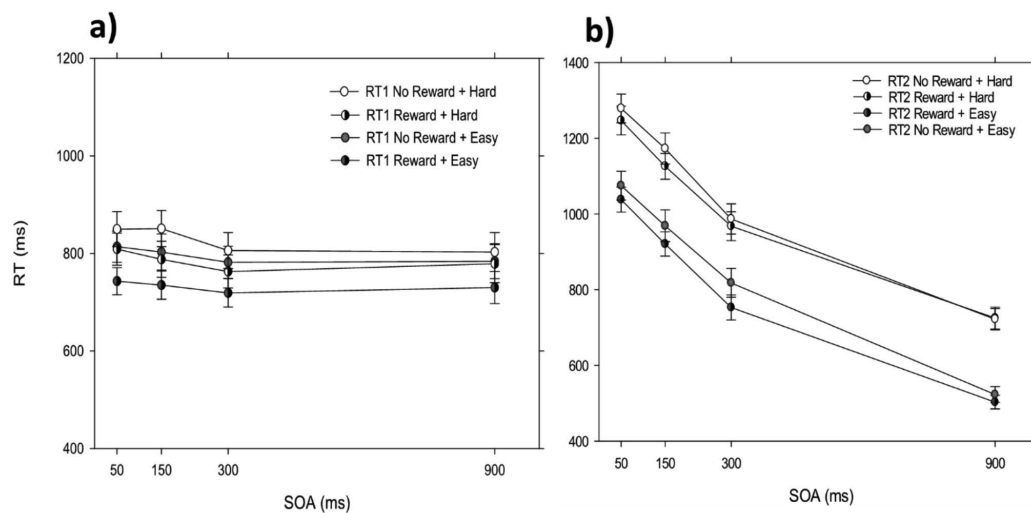 a)
1200
1000
800
600
400
RT (ms)
RT1 No Reward + Hard
RT1 Reward + Hard
RT1 No Reward + Easy
RT1 Reward + Easy
50 150 300 900
SOA (ms)
b)
1400
1200
1000
800
600
400
RT2 No Reward + Hard
RT2 Reward + Hard
RT2 Reward + Easy
RT2 No Reward + Easy
50 150 300 900
SOA (ms)